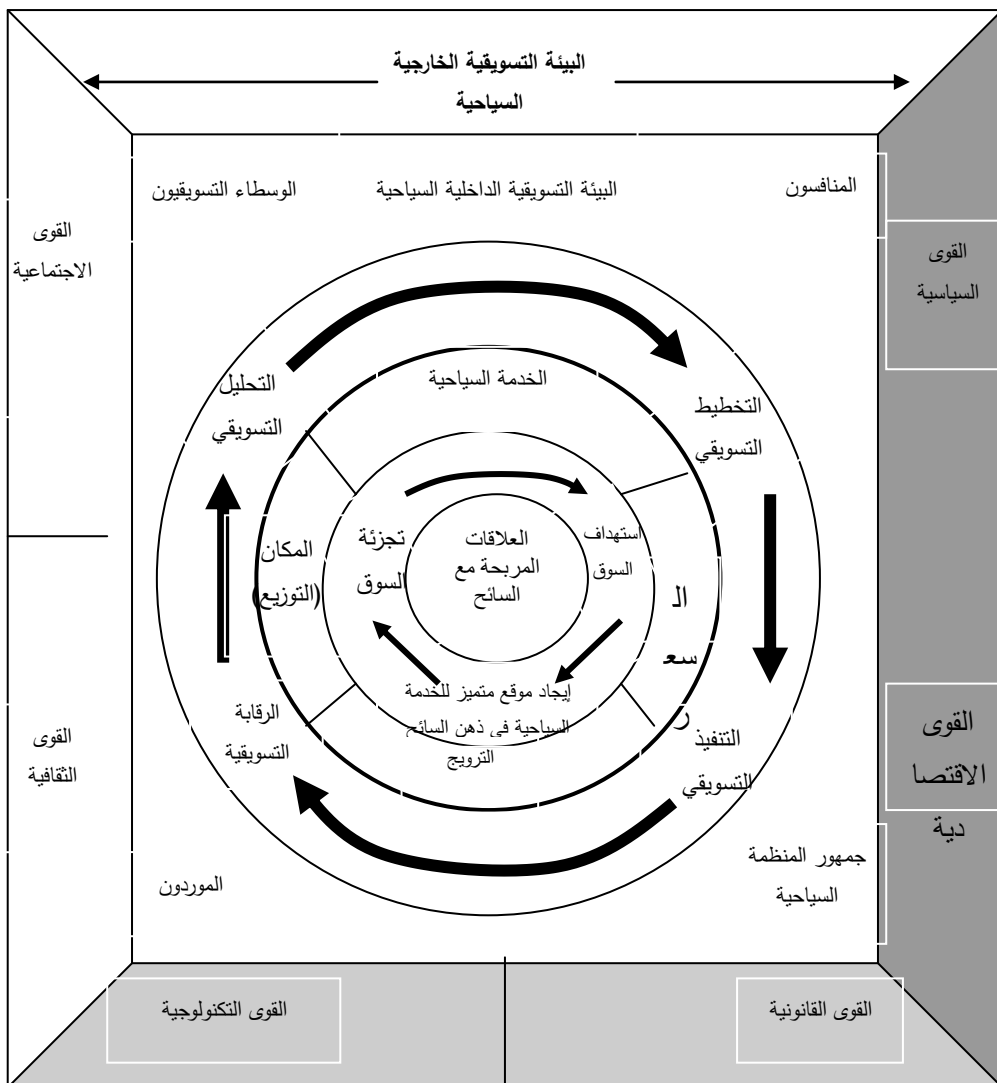 البيئة التسويقية الخارجية
السياحية
المنافسون
البيئة التسويقية الداخلية السياحية
الوسطاء التسويقيون
القوى
السياسية
القوى
الاجتماعية
الخدمة السياحية
التخطيط
التسويقي
التحليل
التسويقي
استهداف
السوق
العلاقات
المربحة مع
السائح
تجزئة
السوق
المكان
(التوزيع)
الـ
سعـ
ر
إيجاد موقع متميز للخدمة
السياحية في ذهن السائح
الترويج
التنفيذ
التسويقي
الرقابة
التسويقية
القوى
الاقتصا
دية
القوى
الثقافية
جمهور المنظمة
السياحية
الموردون
القوى القانونية
القوى التكنولوجية